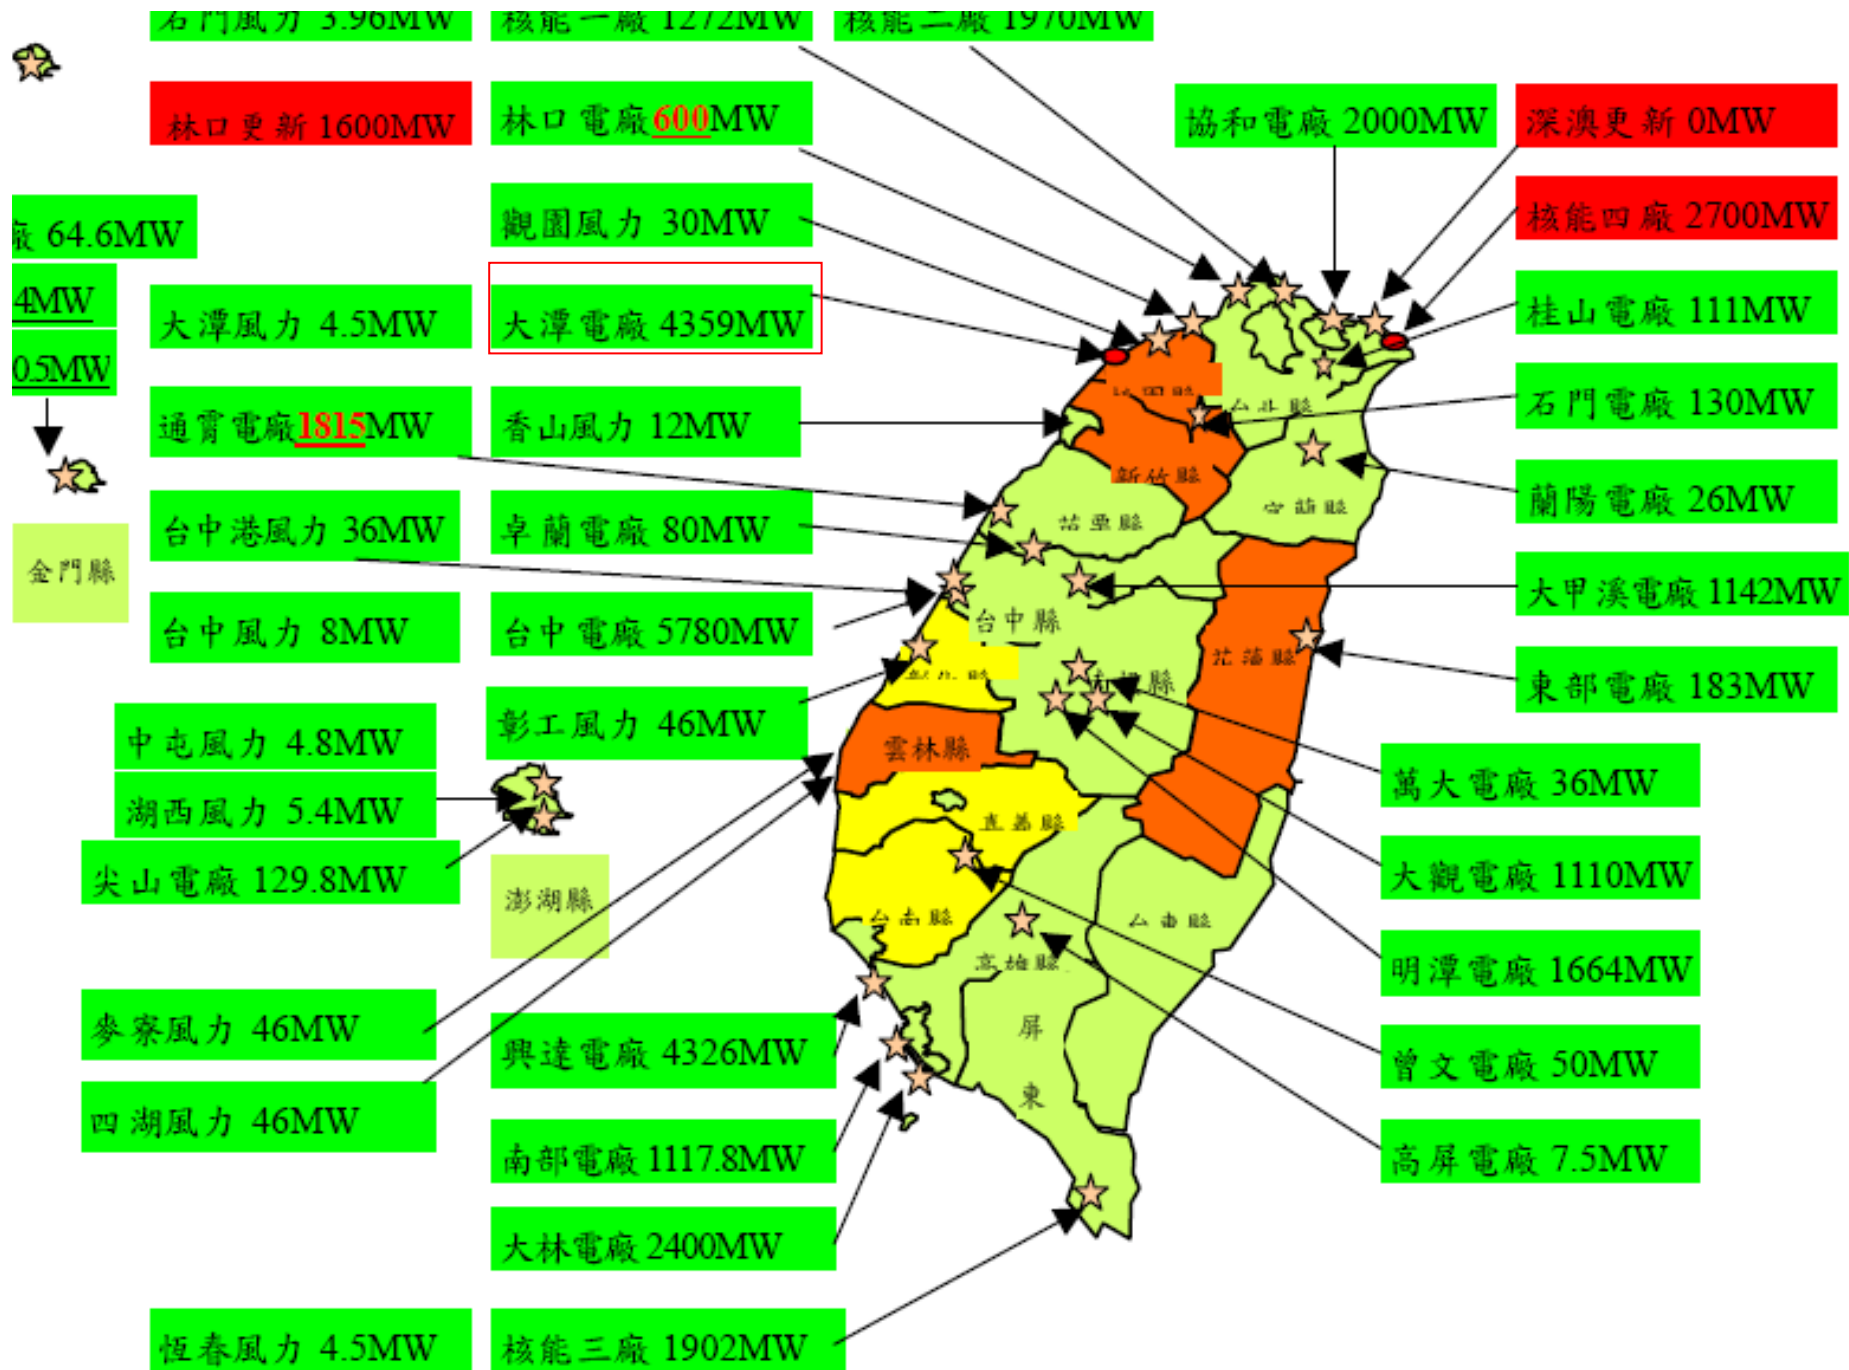 石門風力 3.96MW
核能一廠 1272MW
核能二廠 1970MW
林口更新 1600MW
林口電廠600MW
協和電廠 2000MW
深澳更新 0MW
廠 64.6MW
觀園風力 30MW
核能四廠 2700MW
4MW
大潭風力 4.5MW
大潭電廠 4359MW
桂山電廠 111MW
0.5MW
通霄電廠1815MW
香山風力 12MW
石門電廠 130MW
台北縣
新竹縣
蘭陽電廠 26MW
宜蘭縣
台中港風力 36MW
卓蘭電廠 80MW
苗栗縣
金門縣
大甲溪電廠 1142MW
台中風力 8MW
台中電廠 5780MW
台中縣
花蓮縣
東部電廠 183MW
彰化縣
彰工風力 46MW
中屯風力 4.8MW
雲林縣
萬大電廠 36MW
湖西風力 5.4MW
嘉義縣
尖山電廠 129.8MW
大觀電廠 1110MW
澎湖縣
台南縣
台東縣
高雄縣
明潭電廠 1664MW
麥寮風力 46MW
興達電廠 4326MW
屏
東
曾文電廠 50MW
四湖風力 46MW
南部電廠 1117.8MW
高屏電廠 7.5MW
大林電廠 2400MW
恆春風力 4.5MW
核能三廠 1902MW